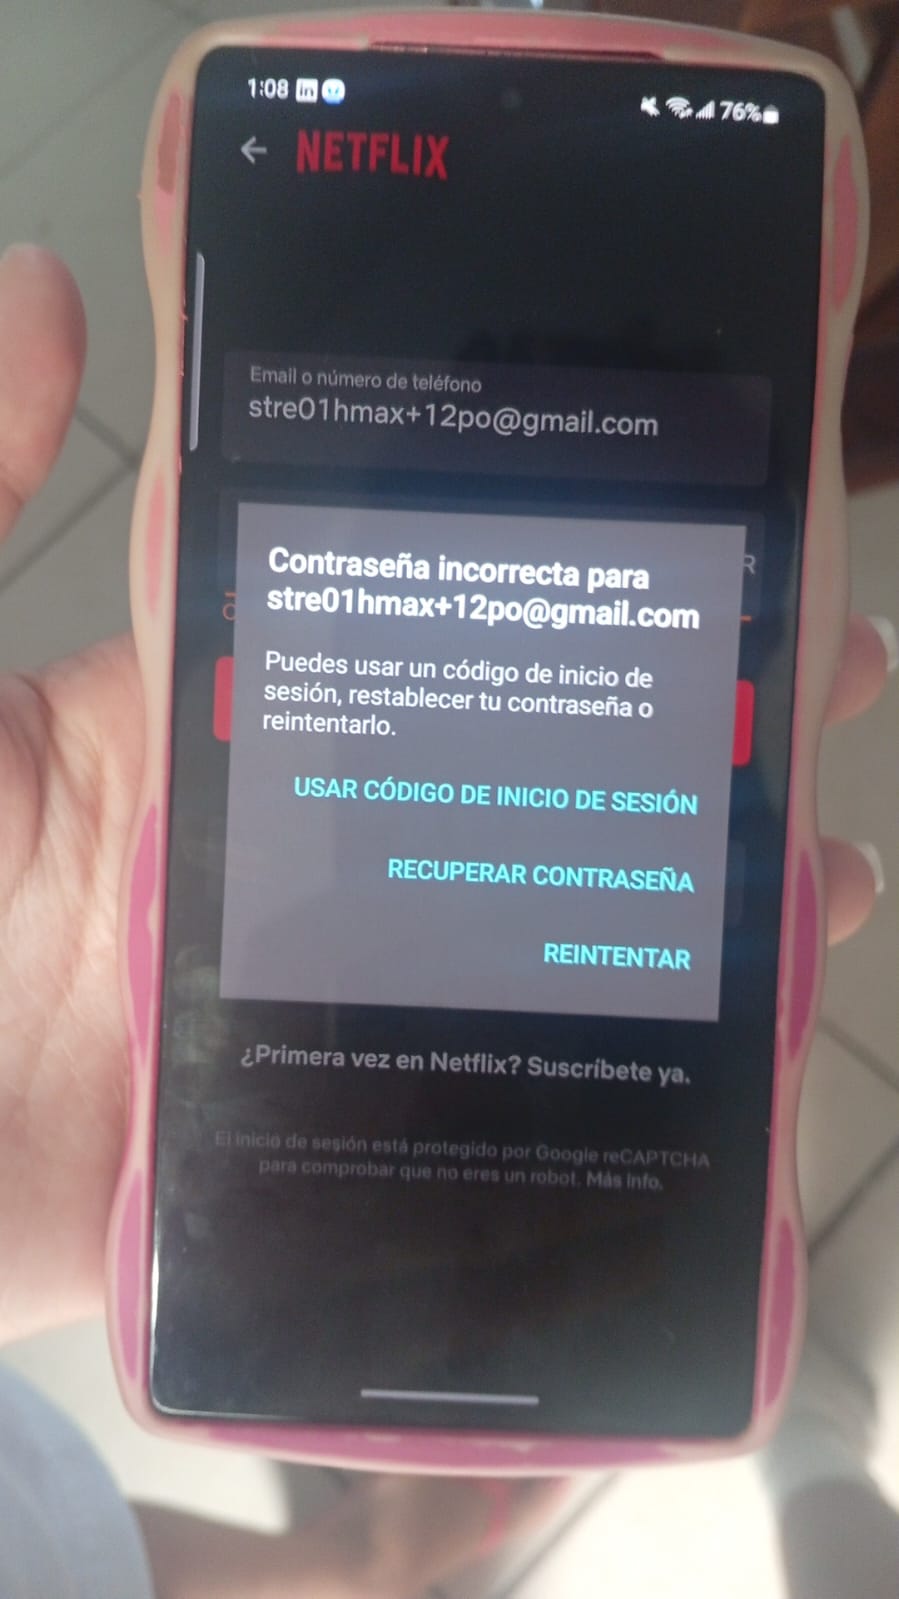 1:08
76%
NETFLIX
Email o número de teléfono
stre01hmax+12po@gmail.com
R
Contraseña incorrecta para
stre01hmax+12po@gmail.com
Puedes usar un código de inicio de
sesión, restablecer tu contraseña o
reintentarlo.
USAR CÓDIGO DE INICIO DE SESIÓN
RECUPERAR CONTRASEÑA
REINTENTAR
¿Primera vez en Netflix? Suscríbete ya.
El inicio de sesión está protegido por Google reCAPTCHA
para comprobar que no eres un robot. Más info.